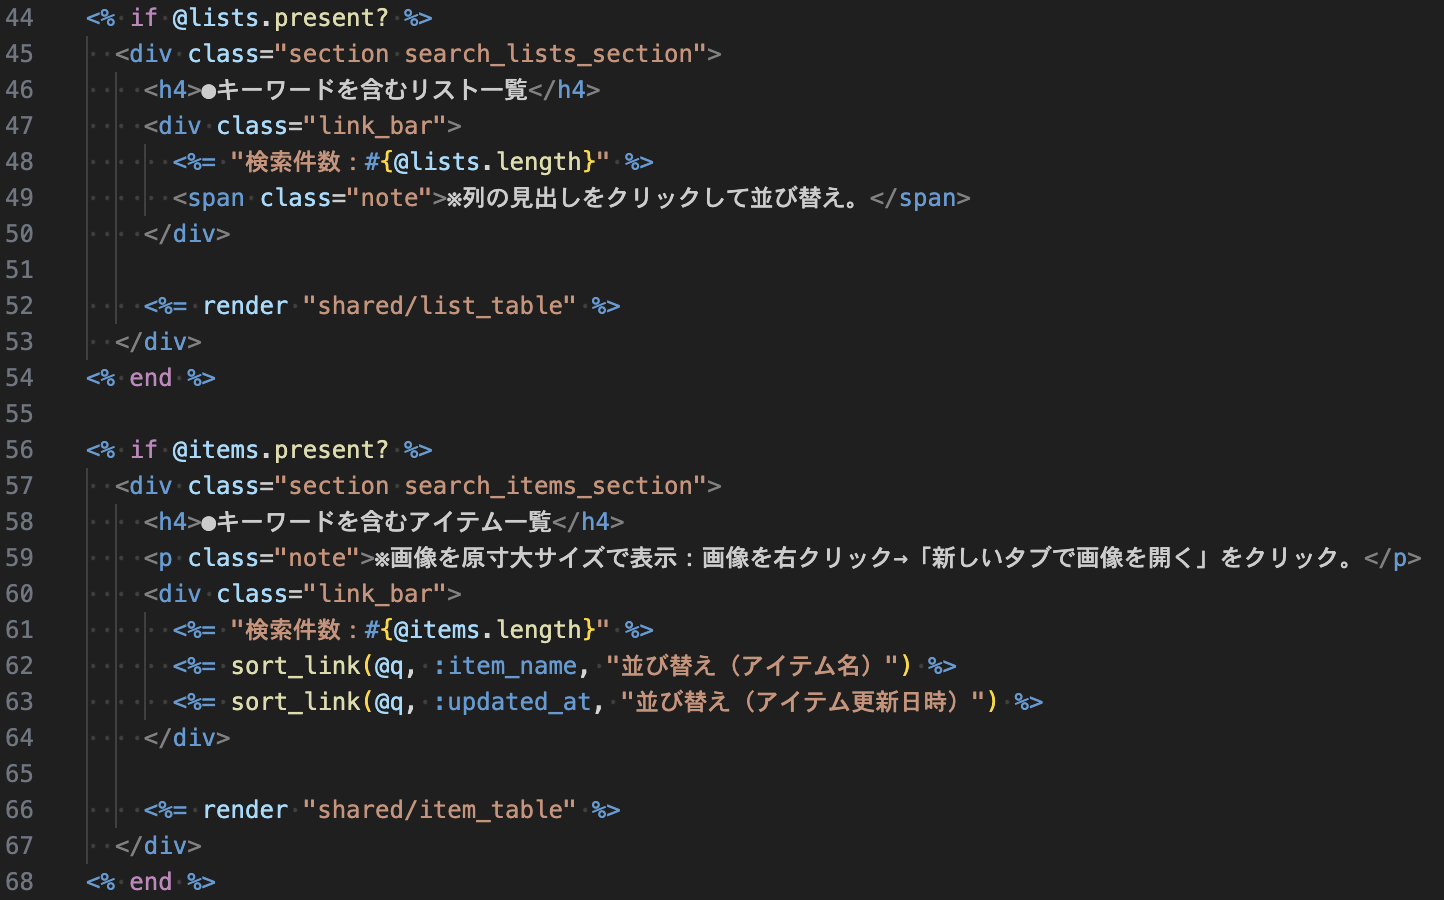 44 <% if @lists.present? %>
45 <div class="section search_lists_section">
46 <h4>●キーワードを含むリスト一覧</h4>
47 <div class="link_bar">
48 <%= "検索件数：#{@lists.length}" %>
49 <span class="note">※列の見出しをクリックして並び替え。</span>
50 </div>
51
52 <%= render "shared/list_table" %>
53 </div>
54 <% end %>
55
56 <% if @items.present? %>
57 <div class="section search_items_section">
58 <h4>●キーワードを含むアイテム一覧</h4>
59 <p class="note">※画像を原寸大サイズで表示：画像を右クリック→「新しいタブで画像を開く」をクリック。</p>
60 <div class="link_bar">
61 <%= "検索件数：#{@items.length}" %>
62 <%= sort_link(@q, :item_name, "並び替え（アイテム名）") %>
63 <%= sort_link(@q, :updated_at, "並び替え（アイテム更新日時）") %>
64 </div>
65
66 <%= render "shared/item_table" %>
67 </div>
68 <% end %>